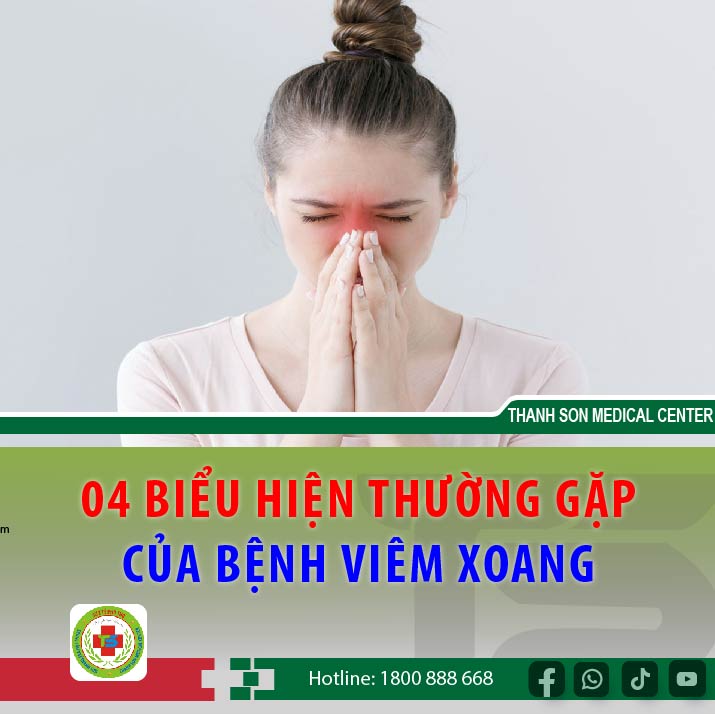 THANH SON MEDICAL CENTER
04 BIỂU HIỆN THƯỜNG GẶP
m
CỦA BỆNH VIÊM XOANG
Hotline: 1800 888 668